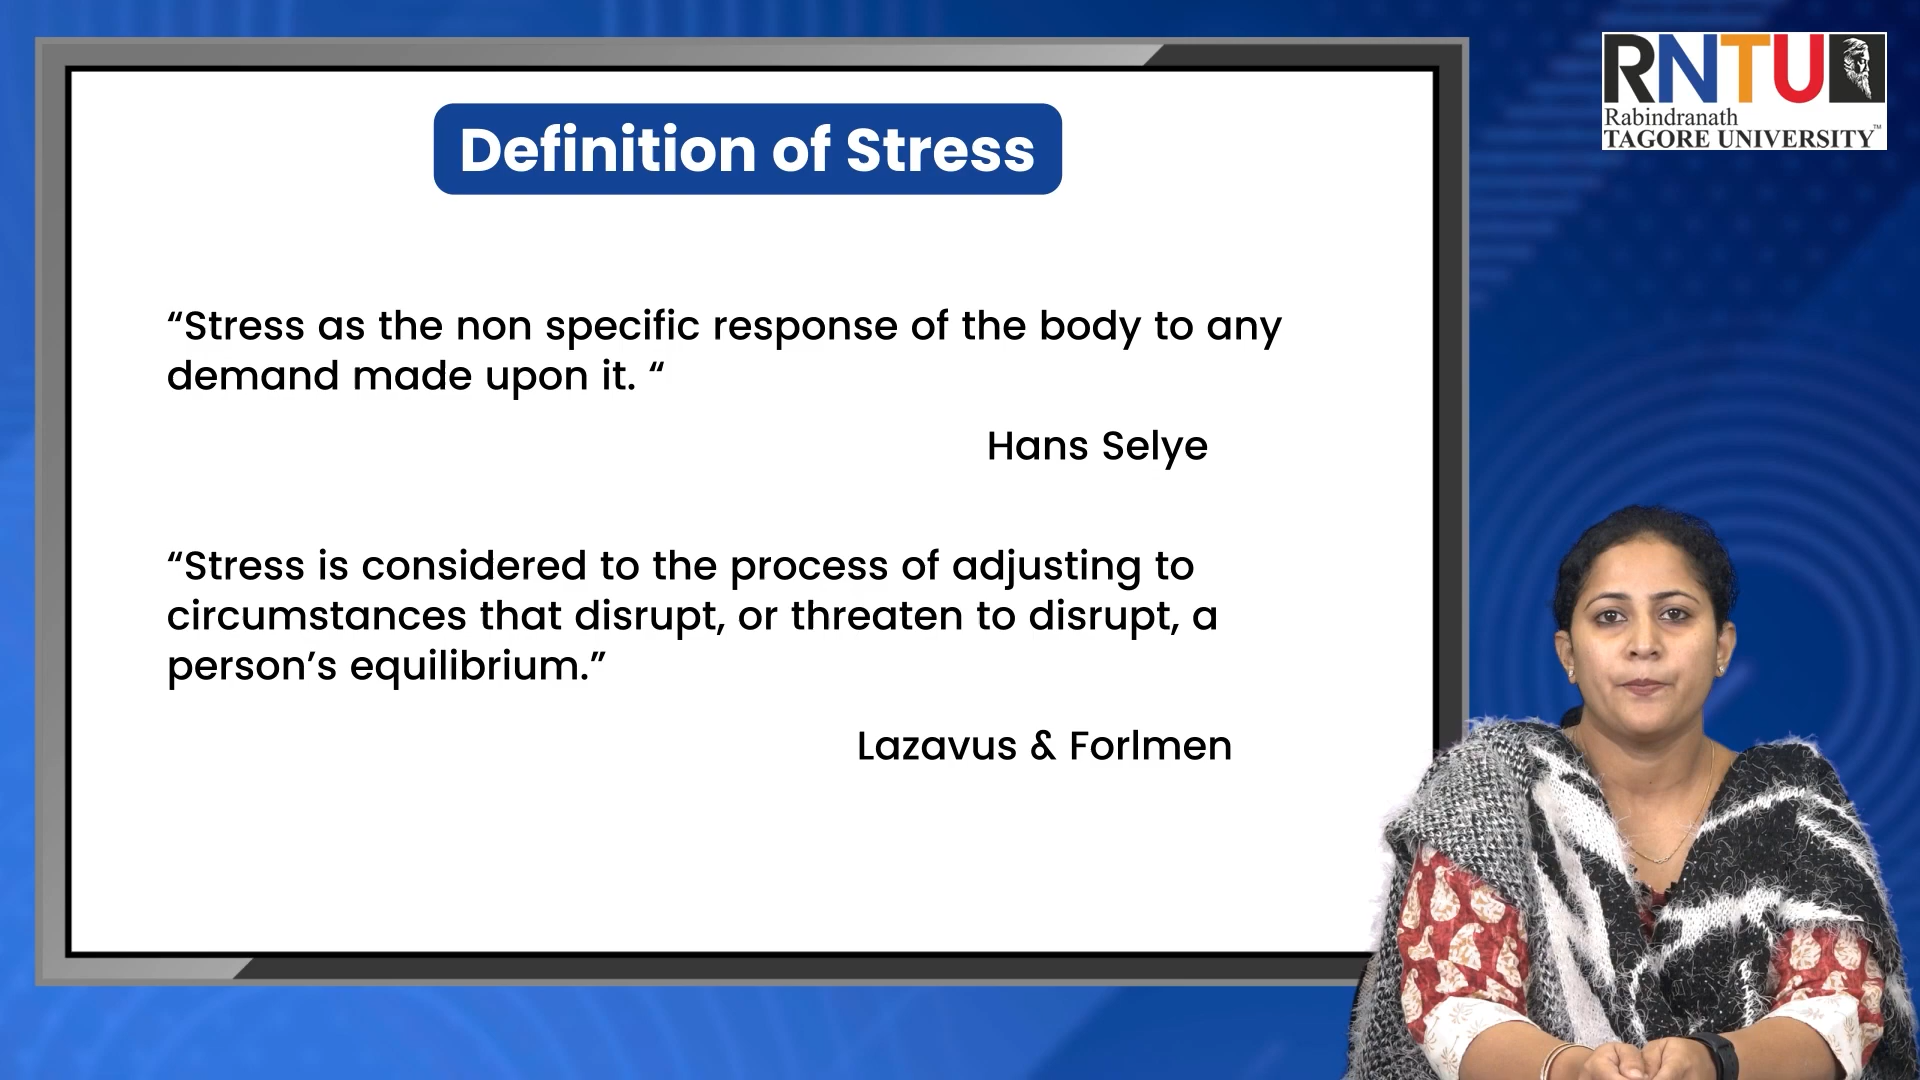 RNTU
Rabindranath
TAGORE UNIVERSITY™
Definition of Stress
“Stress as the non specific response of the body to any
demand made upon it. “
Hans Selye
“Stress is considered to the process of adjusting to
circumstances that disrupt, or threaten to disrupt, a
person’s equilibrium.”
Lazavus & Forlmen